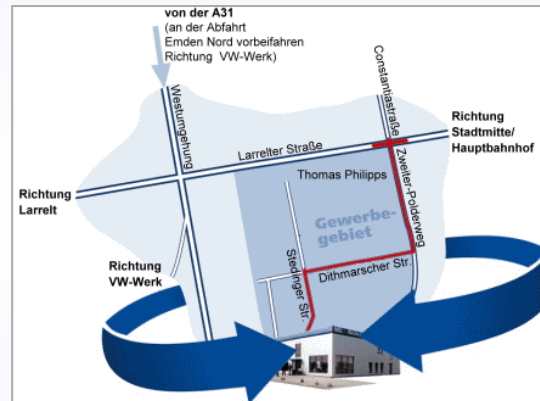 von der A31
(an der Abfahrt
Emden Nord vorbeifahren
Richtung VW-Werk)
Westumgehung
Constantiastraße
Richtung
Stadtmitte/
Hauptbahnhof
Larrelter Straße
Zweiter-Polderweg
Thomas Philipps
Richtung
Larrelt
Gewerbe-
gebiet
Richtung
VW-Werk
Stedinger Str.
Dithmarscher Str.